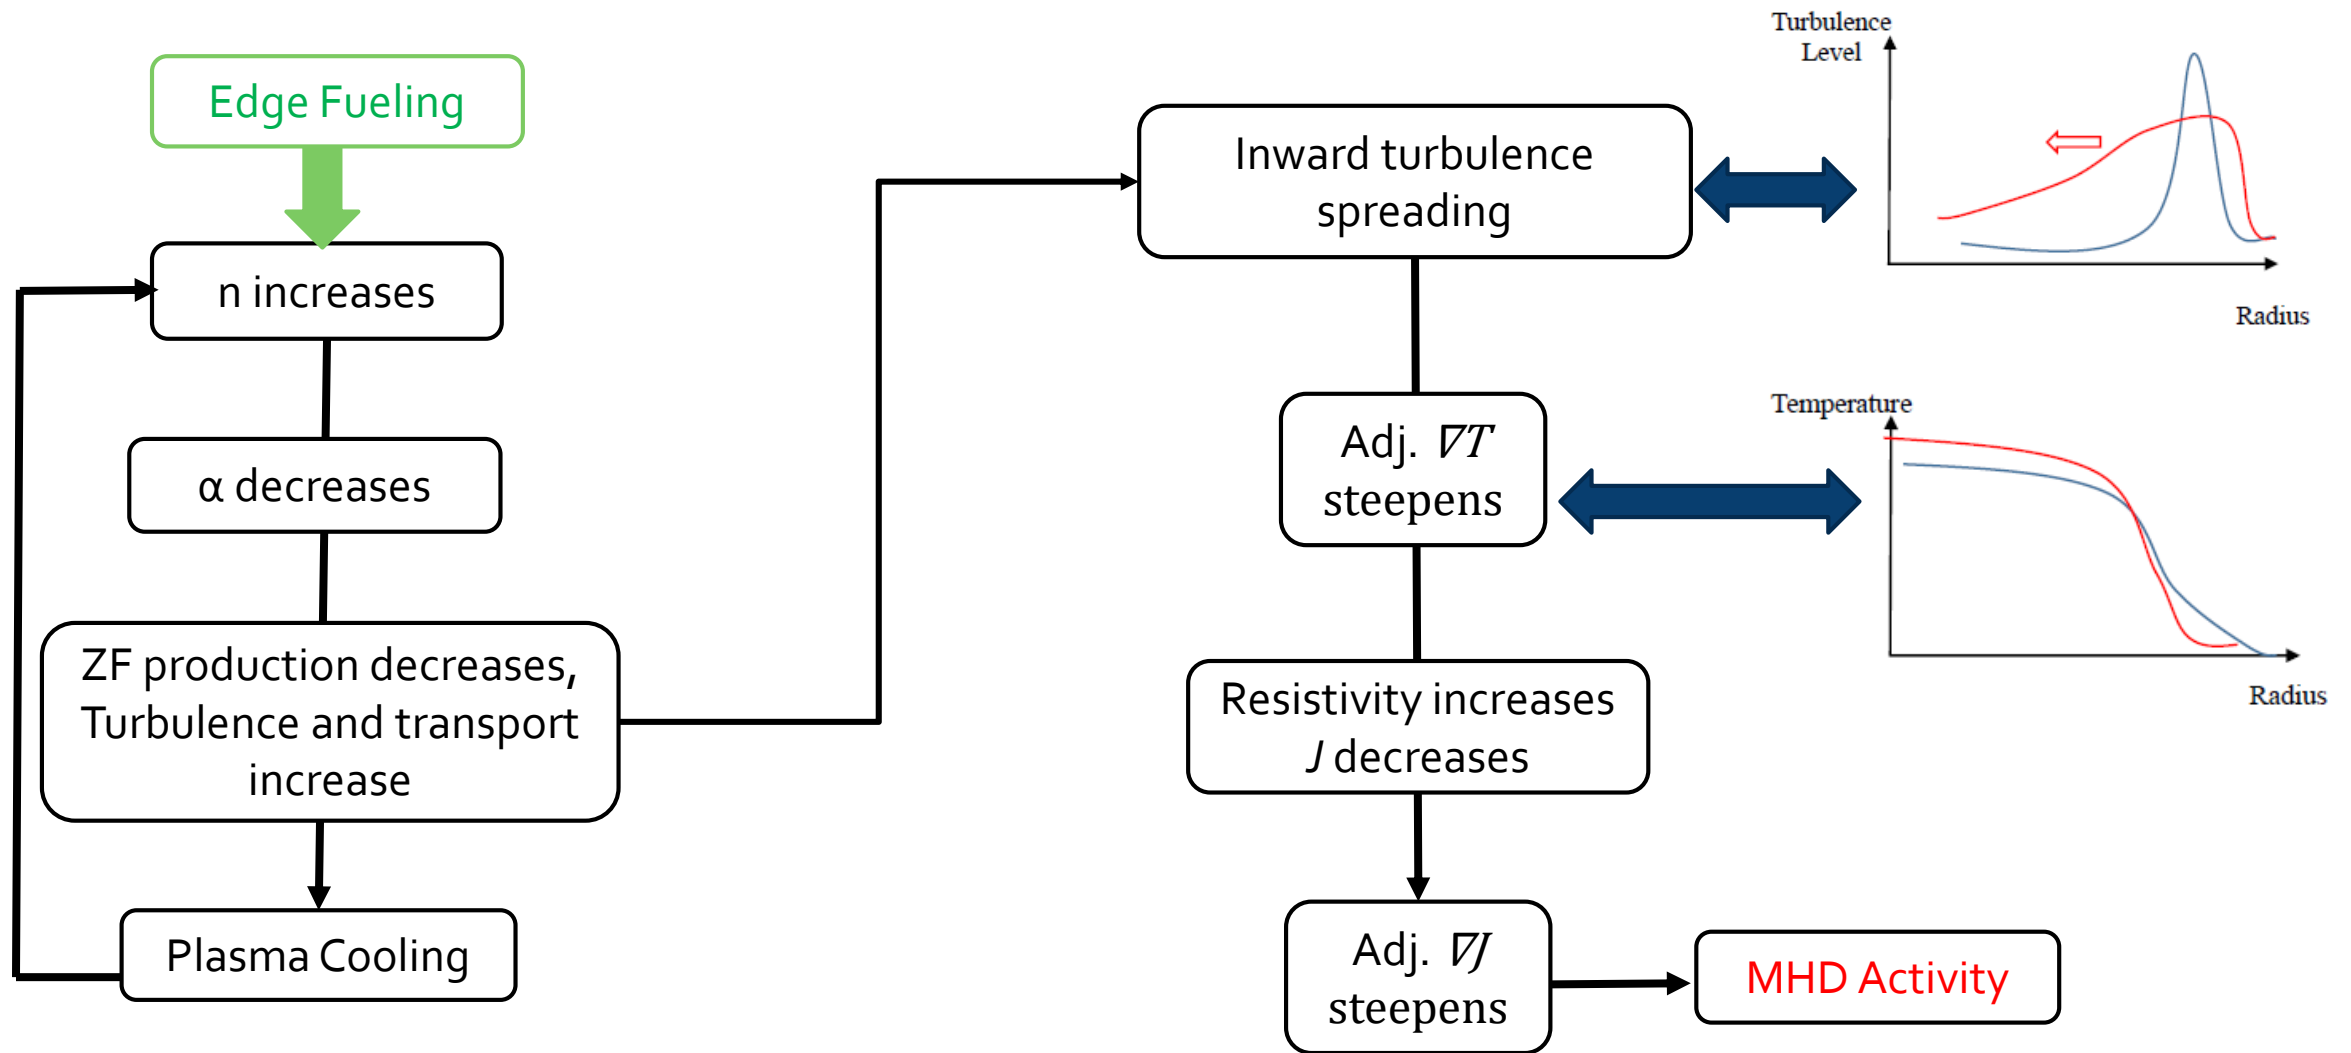 Edge Fueling
n increases
α decreases
ZF production decreases,
Turbulence and transport
increase
Plasma Cooling
Inward turbulence
spreading
Adj. ∇T
steepens
Resistivity increases
J decreases
Adj. ∇J
steepens
MHD Activity
Turbulence
Level
Radius
Temperature
Radius